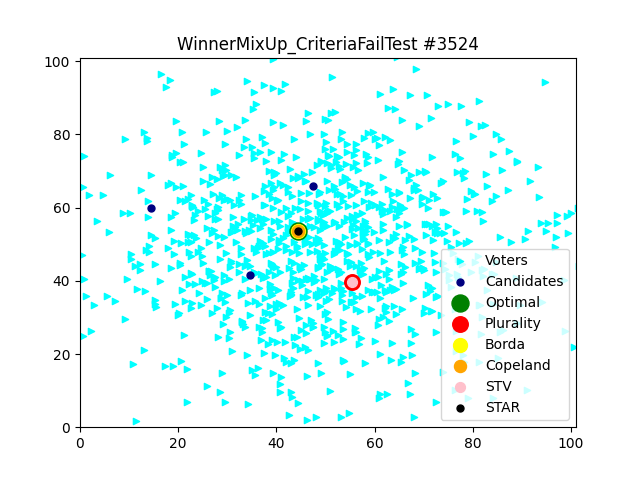 WinnerMixUp_CriteriaFailTest #3524
100
80
60
40
20
0
0 20 40 60 80 100
Voters
Candidates
Optimal
Plurality
Borda
Copeland
STV
STAR